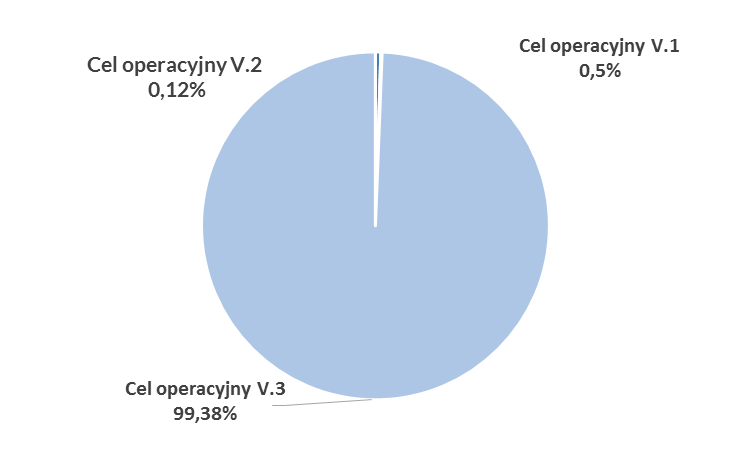 Cel operacyjny V.1
0,5%
Cel operacyjny V.2
0,12%
Cel operacyjny V.3
99,38%